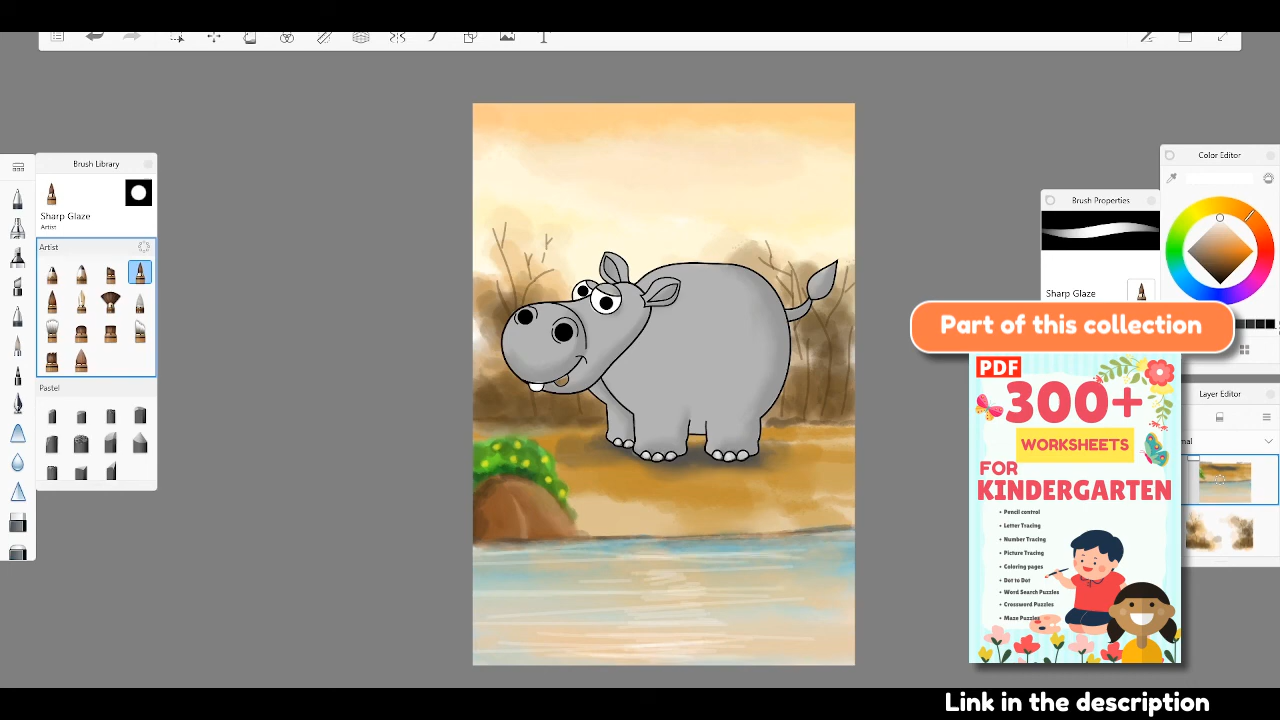 Brush Library
Sharp Glaze
Artist
Artist
Pastel
Color Editor
Brush Properties
Sharp Glaze
Part of this collection
Layer Editor
PDF
300+
WORKSHEETS
FOR
KINDERGARTEN
• Pencil control
• Letter Tracing
• Number Tracing
• Picture Tracing
• Coloring pages
• Dot to Dot
• Word Search Puzzles
• Crossword Puzzles
• Maze Puzzles
Link in the description